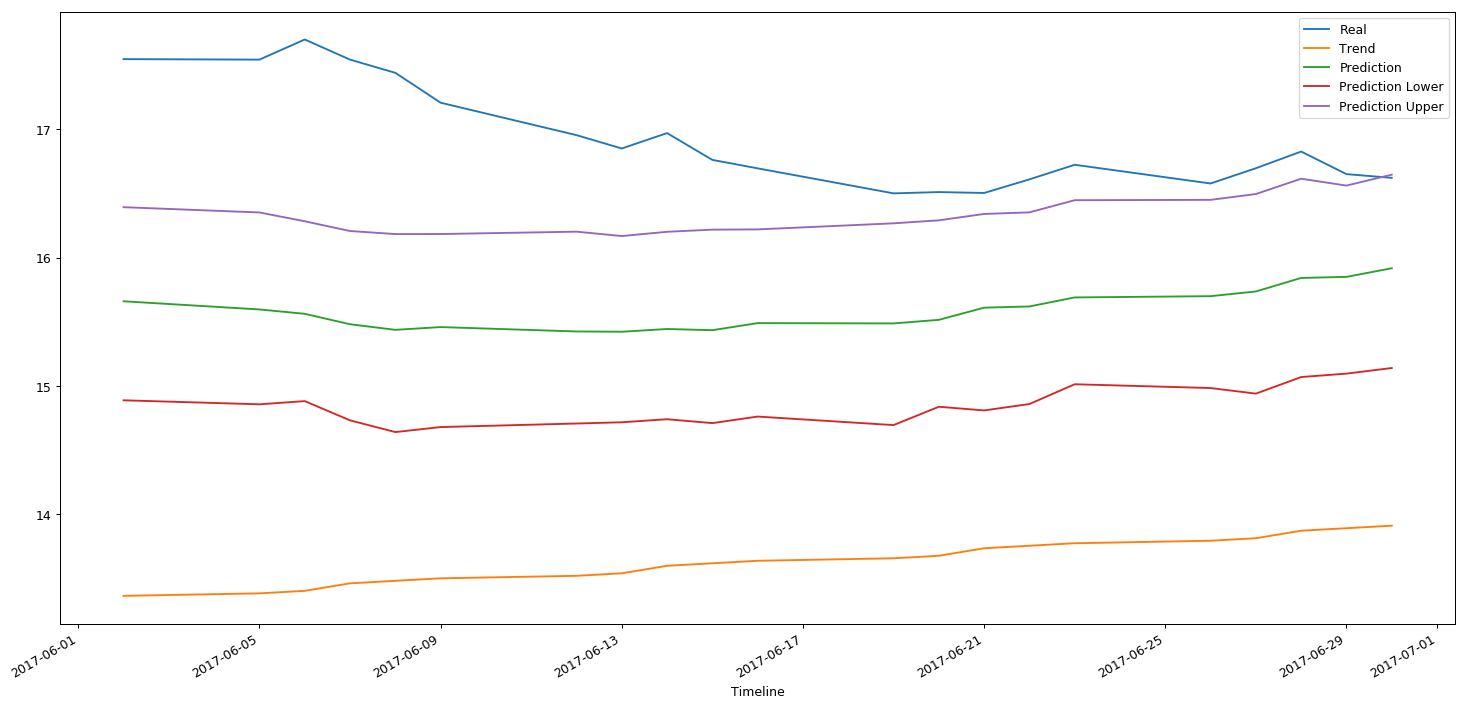 Real
Trend
Prediction
Prediction Lower
Prediction Upper
17
16
15
14
2017-06-01
2017-06-05
2017-06-09
2017-06-13
2017-06-17
2017-06-21
2017-06-25
2017-06-29
2017-07-01
Timeline